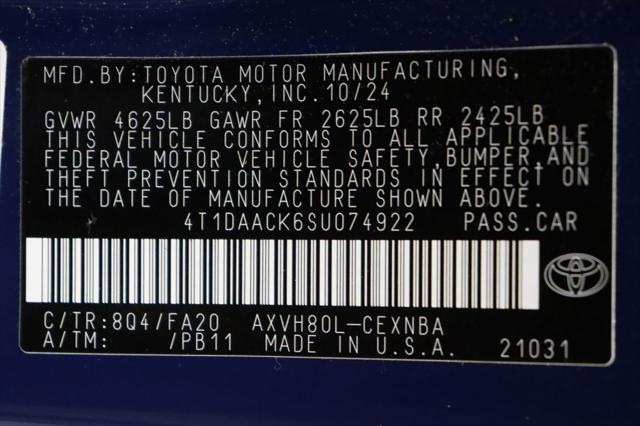 MFD.BY:TOYOTA MOTOR MANUFACTURING,
KENTUCKY,INC.10/24
GVWR 4625LB GAWR FR 2625LB RR 2425LB
THIS VEHICLE CONFORMS TO ALL APPLICABLE
FEDERAL MOTOR VEHICLE SAFETY,BUMPER,AND
THEFT PREVENTION STANDARDS IN EFFECT ON
THE DATE OF MANUFACTURE SHOWN ABOVE.
4T1DAACK6SU074922 PASS.CAR
C/TR:8Q4/FA20 AXVH80L-CEXNBA
A/TM: /PB11 MADE IN U.S.A. 21031